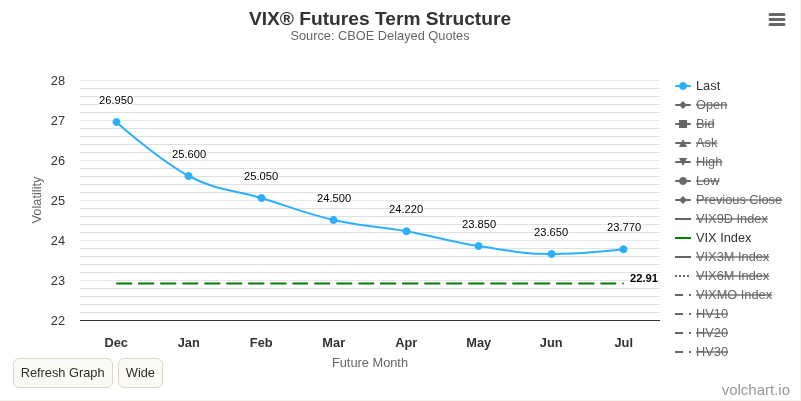 VIX® Futures Term Structure
Source: CBOE Delayed Quotes
Volatility
28
27
26
25
24
23
22
26.950
25.600
25.050
24.500
24.220
23.850
23.650
23.770
22.91
Dec Jan Feb Mar Apr May Jun Jul
Future Month
Last
Open
Bid
Ask
High
Low
Previous Close
VIX9D Index
VIX Index
VIX3M Index
VIX6M Index
VIXMO Index
HV10
HV20
HV30
Refresh Graph Wide
volchart.io